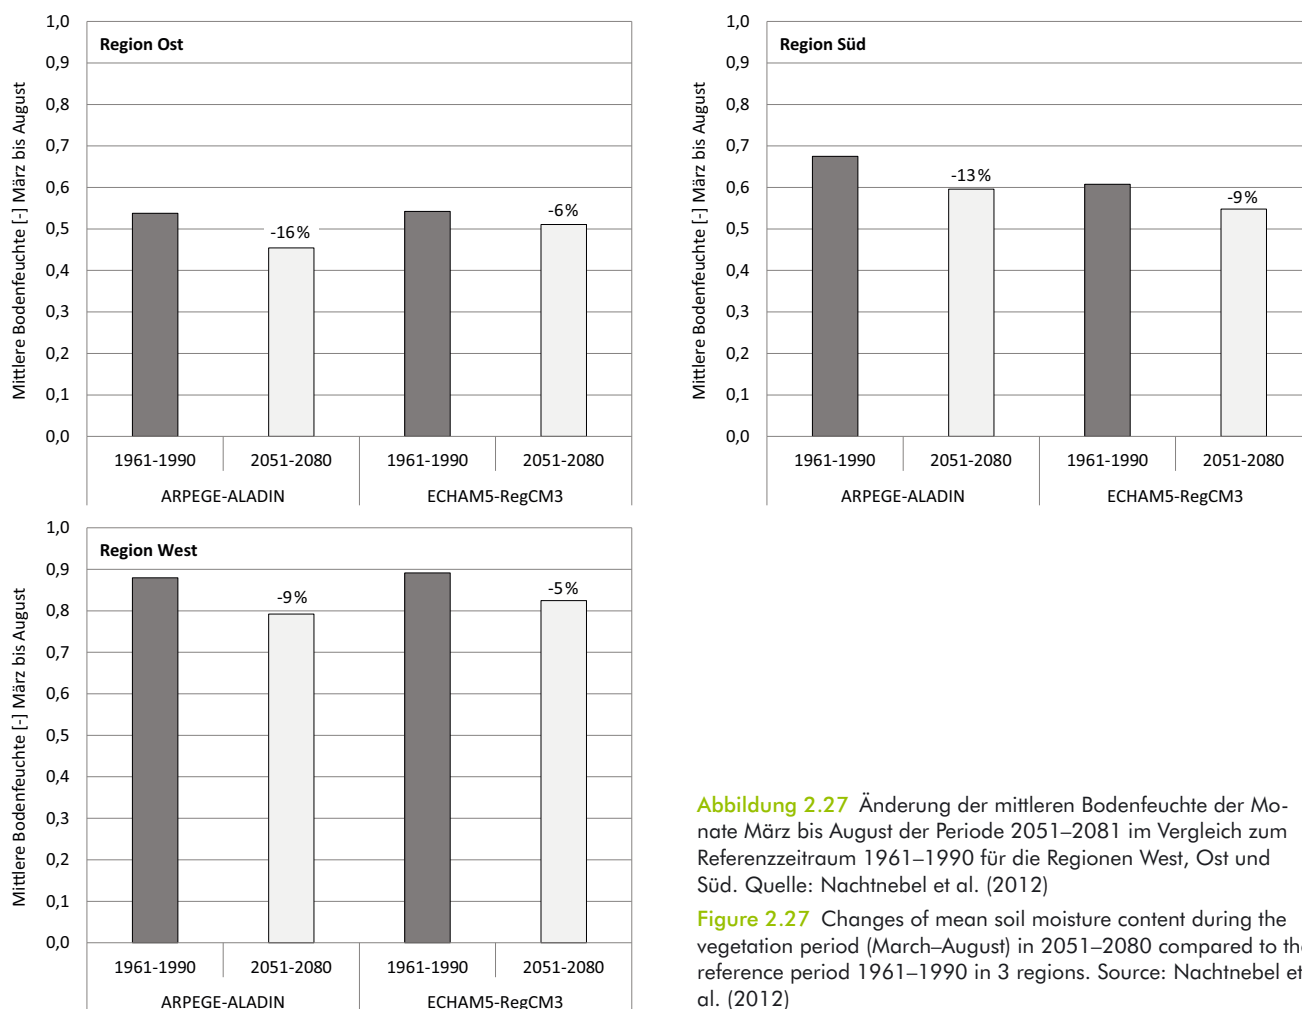 Region Ost
Mittlere Bodenfeuchte [-] März bis August
1,0
0,9
0,8
0,7
0,6
0,5
0,4
0,3
0,2
0,1
0,0
-16%
-6%
1961-1990
2051-2080
1961-1990
2051-2080
ARPEGE-ALADIN
ECHAM5-RegCM3
Region Süd
Mittlere Bodenfeuchte [-] März bis August
1,0
0,9
0,8
0,7
0,6
0,5
0,4
0,3
0,2
0,1
0,0
-13%
-9%
1961-1990
2051-2080
1961-1990
2051-2080
ARPEGE-ALADIN
ECHAM5-RegCM3
Region West
Mittlere Bodenfeuchte [-] März bis August
1,0
0,9
0,8
0,7
0,6
0,5
0,4
0,3
0,2
0,1
0,0
-9%
-5%
1961-1990
2051-2080
1961-1990
2051-2080
ARPEGE-ALADIN
ECHAM5-RegCM3
Abbildung 2.27 Änderung der mittleren Bodenfeuchte der Mo-
nate März bis August der Periode 2051–2081 im Vergleich zum
Referenzzeitraum 1961–1990 für die Regionen West, Ost und
Süd. Quelle: Nachtnebel et al. (2012)
Figure 2.27 Changes of mean soil moisture content during the
vegetation period (March–August) in 2051–2080 compared to the
reference period 1961–1990 in 3 regions. Source: Nachtnebel et
al. (2012)